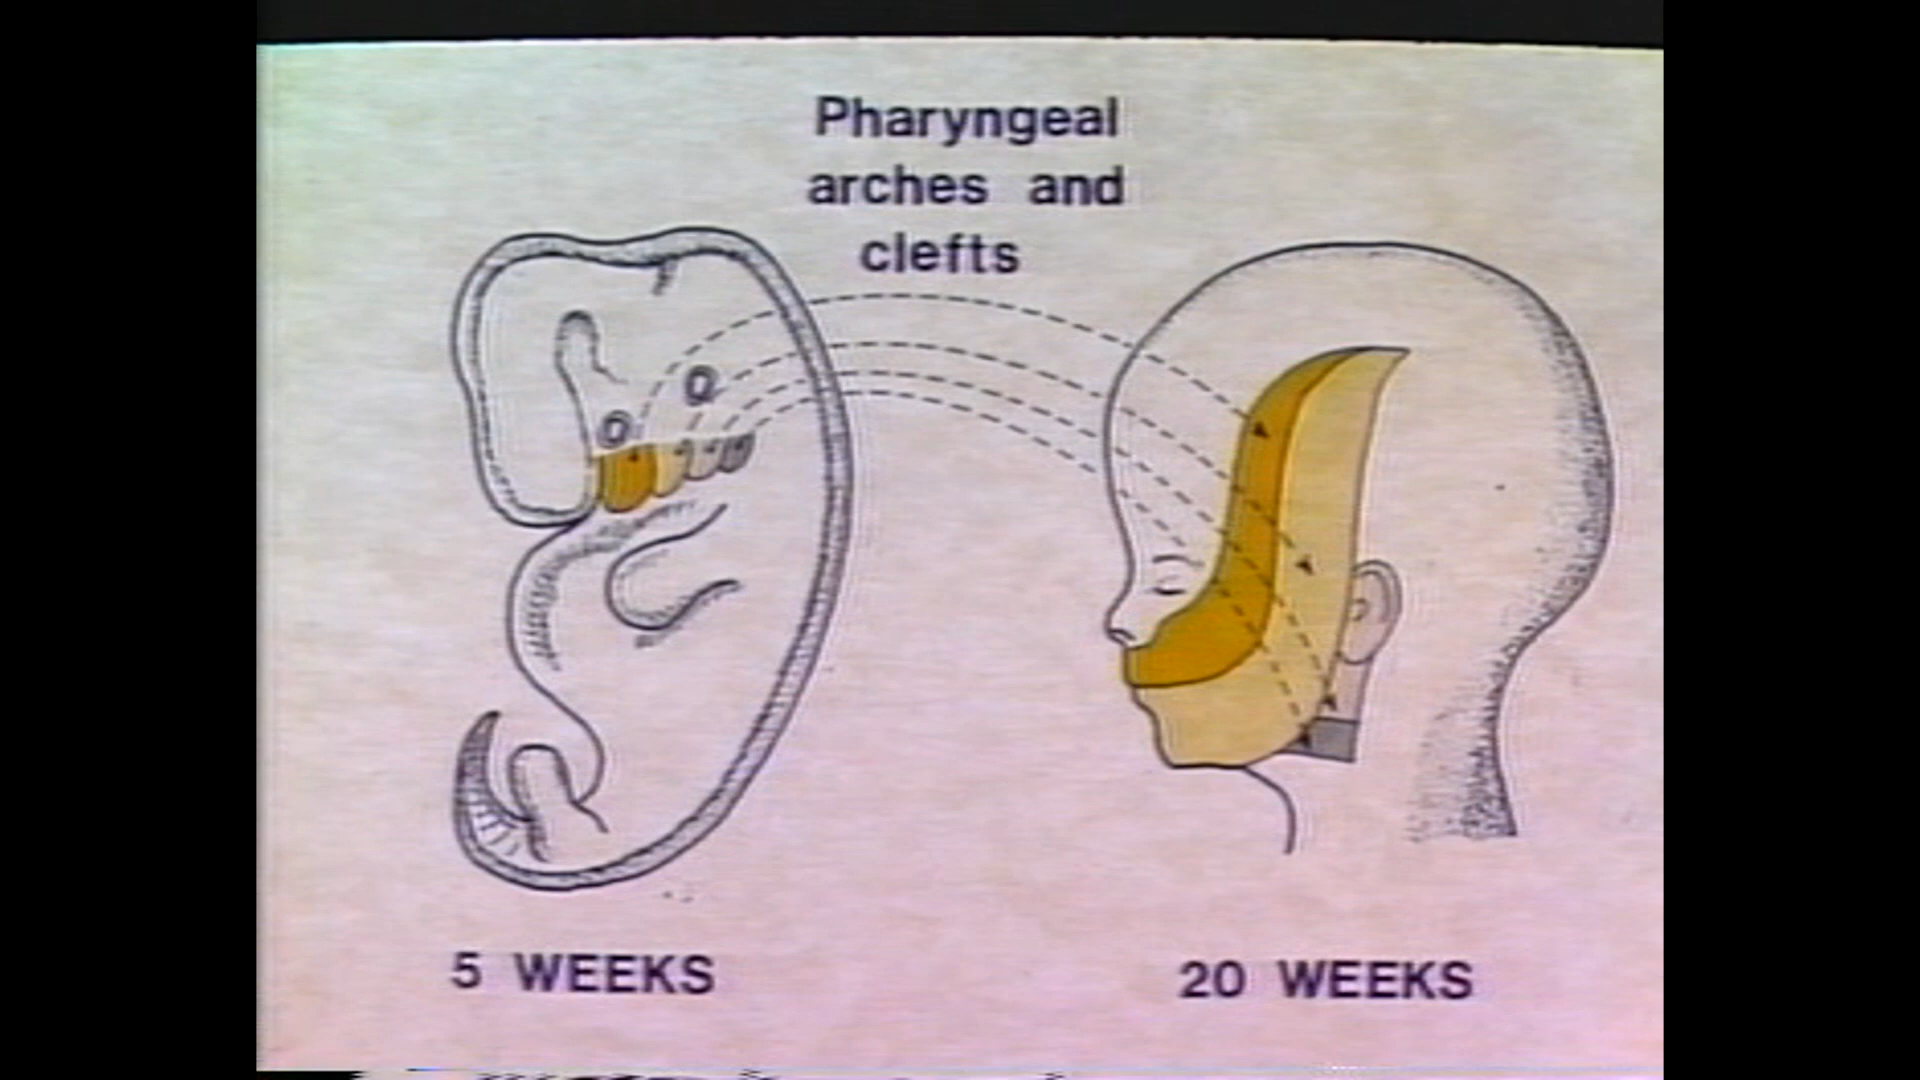 Pharyngeal
arches and
clefts
5 WEEKS
20 WEEKS